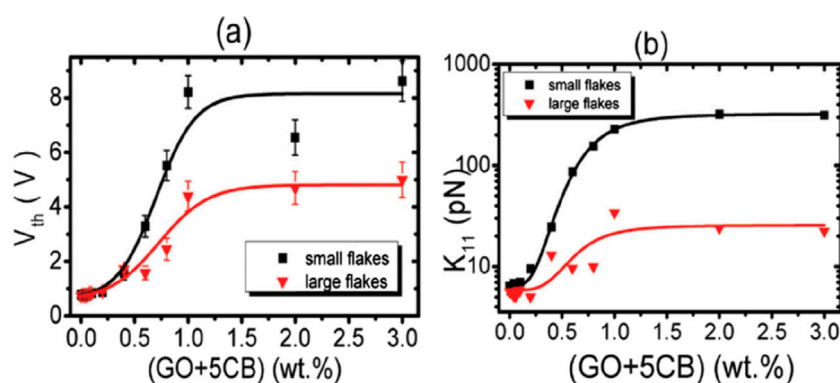 (a)
V_th ( V )
8
6
4
2
0
0.0 0.5 1.0 1.5 2.0 2.5 3.0
(GO+5CB) (wt.%)
small flakes
large flakes
(b)
K_11 (pN)
1000
100
10
0.0 0.5 1.0 1.5 2.0 2.5 3.0
(GO+5CB) (wt.%)
small flakes
large flakes